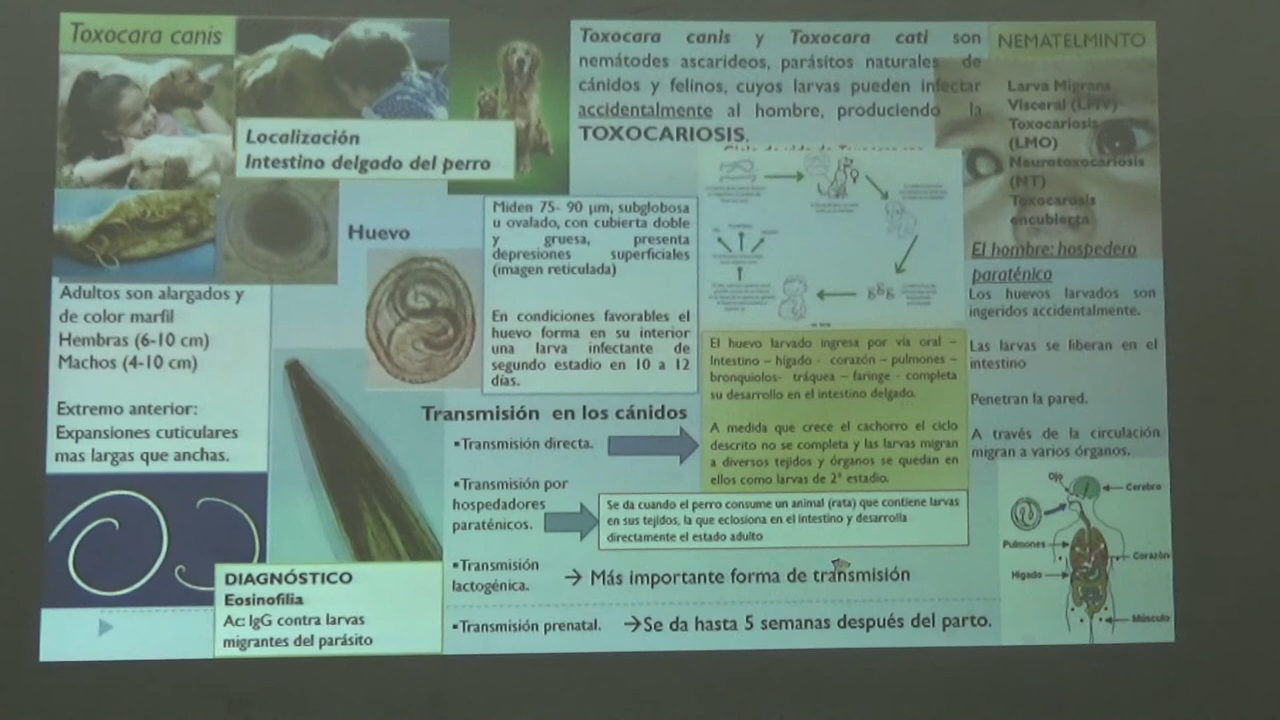 Toxocara canis
Localización
Intestino delgado del perro
Toxocara canis y Toxocara cati son
nemátodes ascarideos, parásitos naturales de
cánidos y felinos, cuyos larvas pueden infectar
accidentalmente al hombre, produciendo la
TOXOCARIOSIS.
NEMATELMINTO
Larva Migrans
Visceral (LMV)
Toxocariosis
(LMO)
Neurotoxocariosis
(NT)
Toxocarosis
encubierta
Huevo
Miden 75- 90 µm, subglobosa
u ovalado, con cubierta doble
y gruesa, presenta
depresiones superficiales
(imagen reticulada)
En condiciones favorables el
huevo forma en su interior
una larva infectante de
segundo estadio en 10 a 12
días.
El hombre: hospedero
paraténico
Los huevos larvados son
ingeridos accidentalmente.
Las larvas se liberan en el
intestino
Penetran la pared.
A través de la circulación
migran a varios órganos.
Adultos son alargados y
de color marfil
Hembras (6-10 cm)
Machos (4-10 cm)
Extremo anterior:
Expansiones cuticulares
mas largas que anchas.
El huevo larvado ingresa por vía oral –
Intestino – hígado - corazón – pulmones –
bronquiolos- tráquea – faringe - completa
su desarrollo en el intestino delgado.
A medida que crece el cachorro el ciclo
descrito no se completa y las larvas migran
a diversos tejidos y órganos se quedan en
ellos como larvas de 2° estadio.
Transmisión en los cánidos
▪Transmisión directa.
▪Transmisión por
hospedadores
paraténicos.
Se da cuando el perro consume un animal (rata) que contiene larvas
en sus tejidos, la que eclosiona en el intestino y desarrolla
directamente el estado adulto
▪Transmisión
lactogénica.
→ Más importante forma de transmisión
▪Transmisión prenatal.
→Se da hasta 5 semanas después del parto.
DIAGNÓSTICO
Eosinofilia
Ac: IgG contra larvas
migrantes del parásito
Ojo
Cerebro
Pulmones
Corazón
Hígado
Músculo